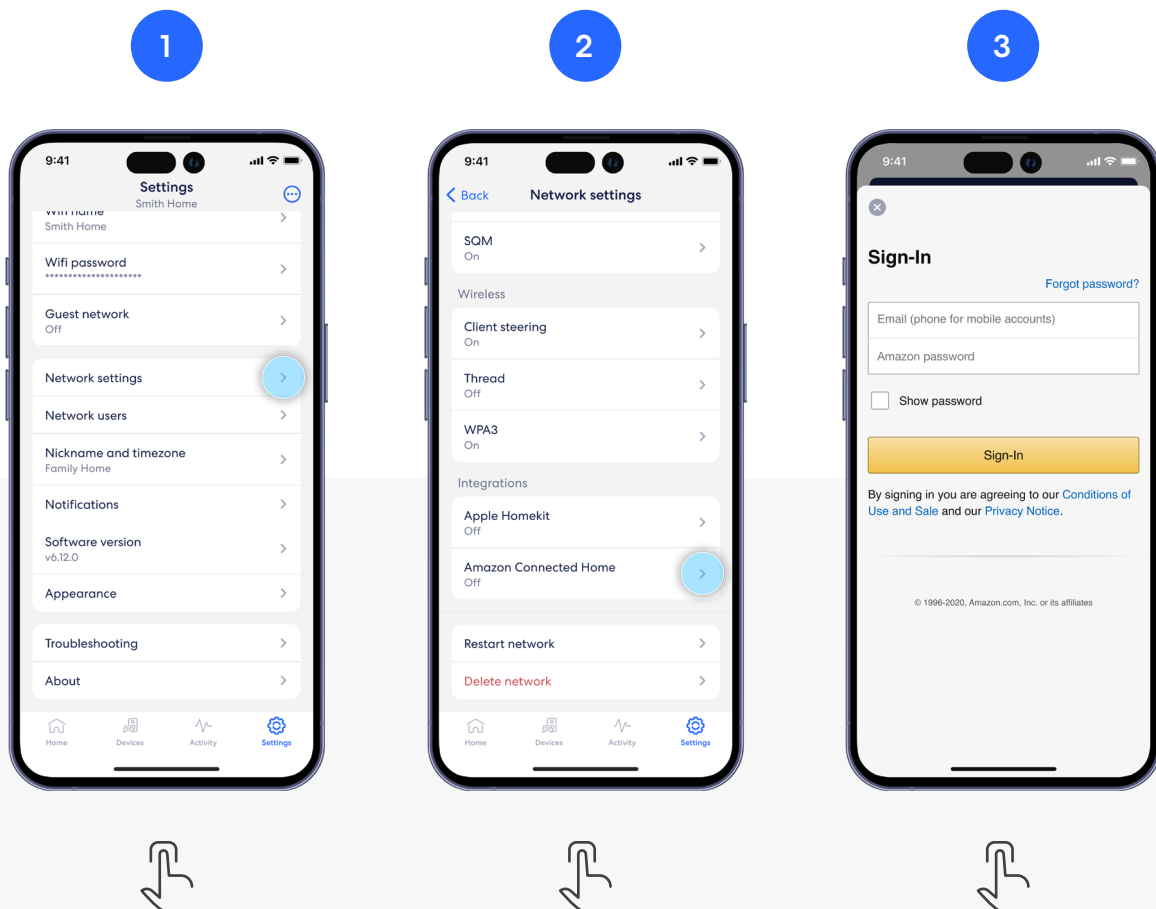 1
9:41
Settings
Smith Home
Wifi name
Smith Home
Wifi password
*********************
Guest network
Off
Network settings
Network users
Nickname and timezone
Family Home
Notifications
Software version
v6.12.0
Appearance
Troubleshooting
About
Home Devices Activity Settings
2
9:41
Back Network settings
SQM
On
Wireless
Client steering
On
Thread
Off
WPA3
On
Integrations
Apple Homekit
Off
Amazon Connected Home
Off
Restart network
Delete network
Home Devices Activity Settings
3
9:41
Sign-In
Forgot password?
Email (phone for mobile accounts)
Amazon password
Show password
Sign-In
By signing in you are agreeing to our Conditions of
Use and Sale and our Privacy Notice.
© 1996-2020, Amazon.com, Inc. or its affiliates